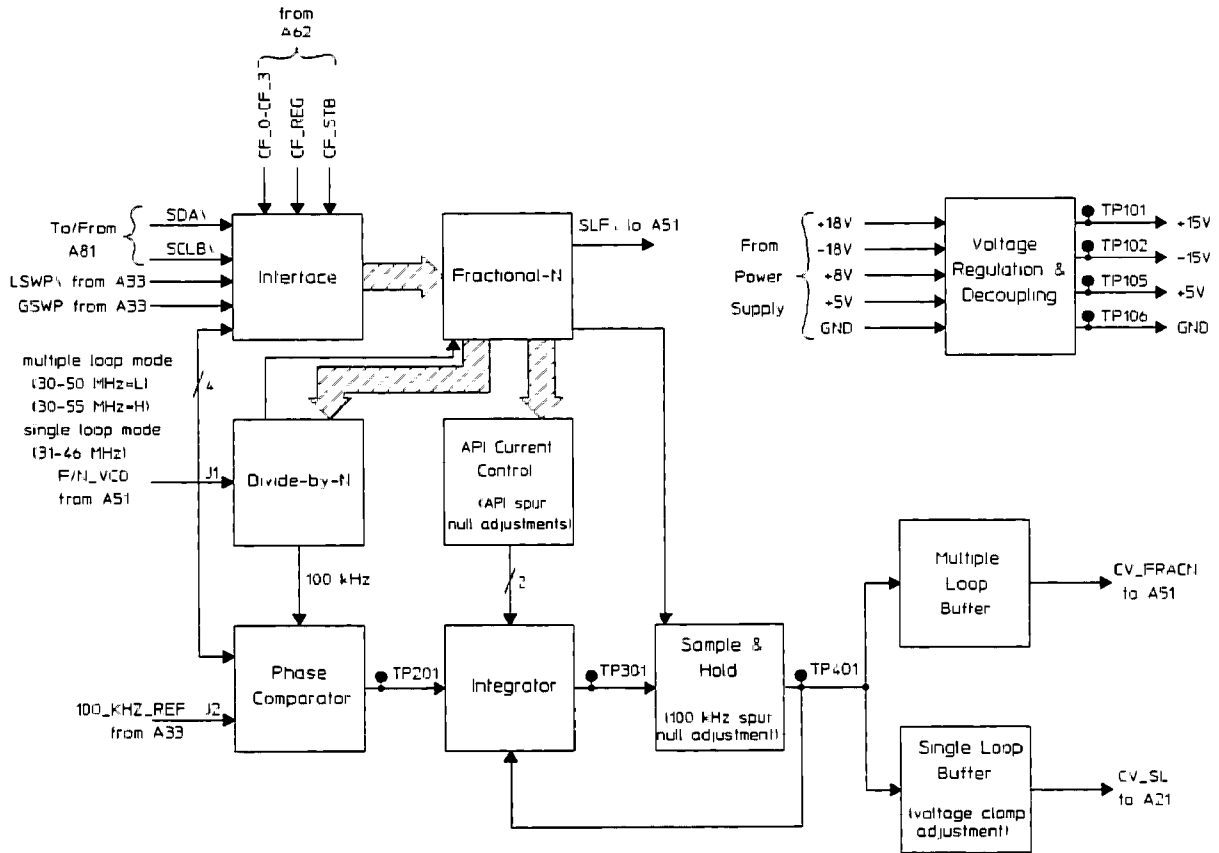 from
A62
CF_0-CF_3
CF_REG
CF_STB
To/From
A81
SDA\
SCLB\
LSWP\ from A33
GSWP from A33
Interface
Fractional-N
SLF\ to A51
From
Power
Supply
+18V
-18V
+8V
+5V
GND
Voltage
Regulation &
Decoupling
TP101
+15V
TP102
-15V
TP105
+5V
TP106
GND
multiple loop mode
(30-50 MHz=L)
(30-55 MHz=H)
single loop mode
(31-46 MHz)
4
F/N_VCO
from A51
J1
Divide-by-N
API Current
Control
(API spur
null adjustments)
100 kHz
2
Phase
Comparator
100_KHZ_REF
from A33
J2
TP201
Integrator
TP301
Sample &
Hold
(100 kHz spur
null adjustment)
TP401
Multiple
Loop
Buffer
CV_FRACN
to A51
Single Loop
Buffer
(voltage clamp
adjustment)
CV_SL
to A21